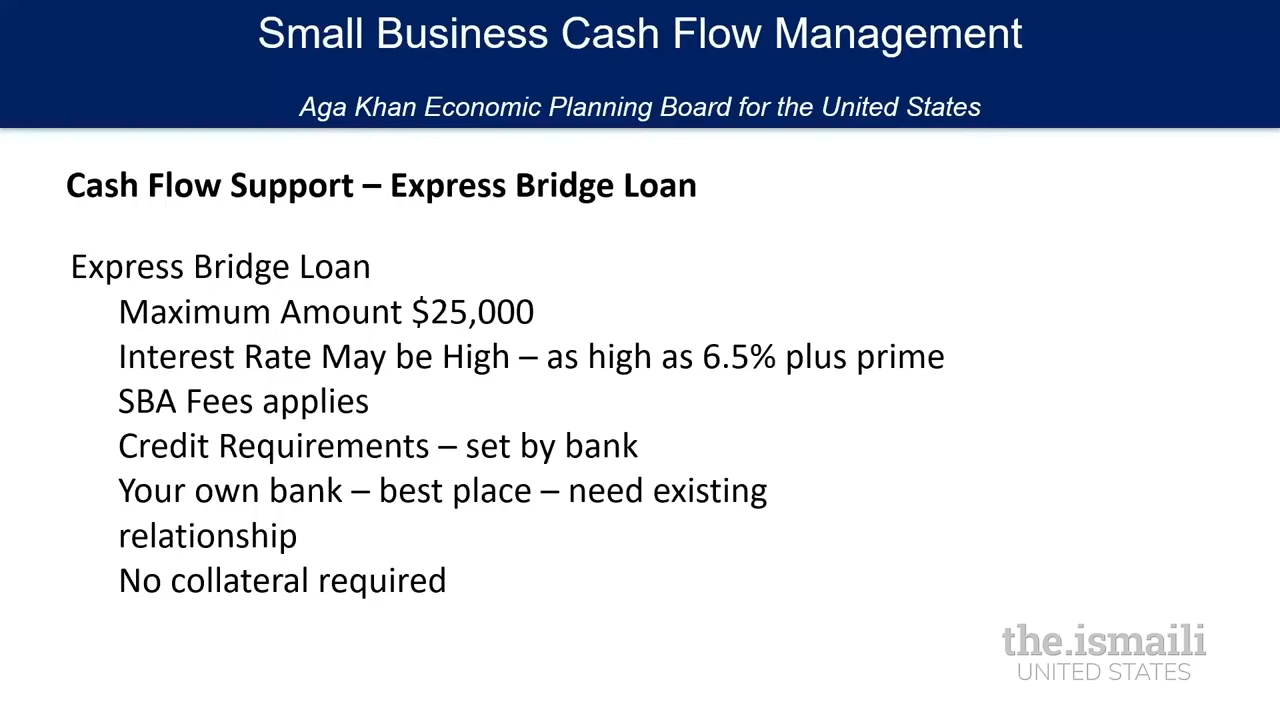 Small Business Cash Flow Management
Aga Khan Economic Planning Board for the United States
Cash Flow Support – Express Bridge Loan
Express Bridge Loan
Maximum Amount $25,000
Interest Rate May be High – as high as 6.5% plus prime
SBA Fees applies
Credit Requirements – set by bank
Your own bank – best place – need existing
relationship
No collateral required
the.ismaili
UNITED STATES